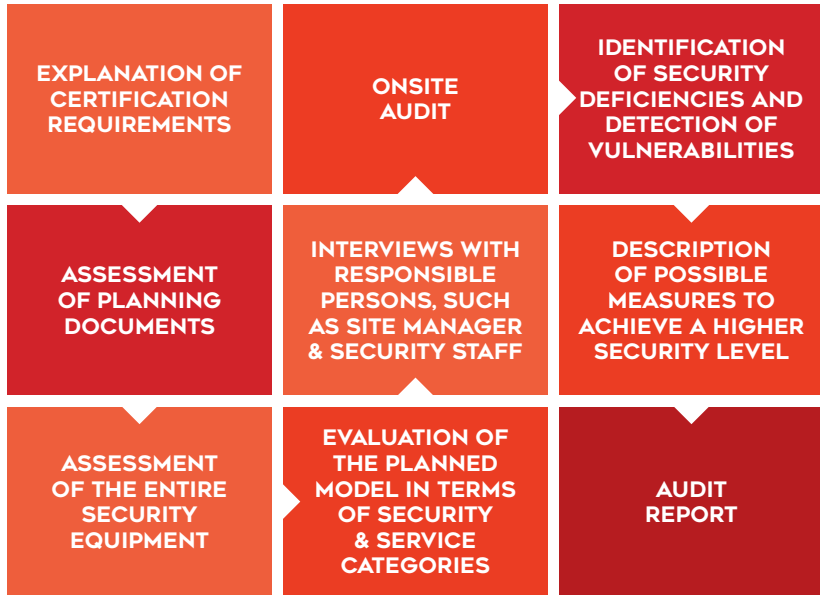 EXPLANATION OF
CERTIFICATION
REQUIREMENTS
ASSESSMENT
OF PLANNING
DOCUMENTS
ASSESSMENT
OF THE ENTIRE
SECURITY
EQUIPMENT
EVALUATION OF
THE PLANNED
MODEL IN TERMS
OF SECURITY
& SERVICE
CATEGORIES
INTERVIEWS WITH
RESPONSIBLE
PERSONS, SUCH
AS SITE MANAGER
& SECURITY STAFF
ONSITE
AUDIT
IDENTIFICATION
OF SECURITY
DEFICIENCIES AND
DETECTION OF
VULNERABILITIES
DESCRIPTION
OF POSSIBLE
MEASURES TO
ACHIEVE A HIGHER
SECURITY LEVEL
AUDIT
REPORT